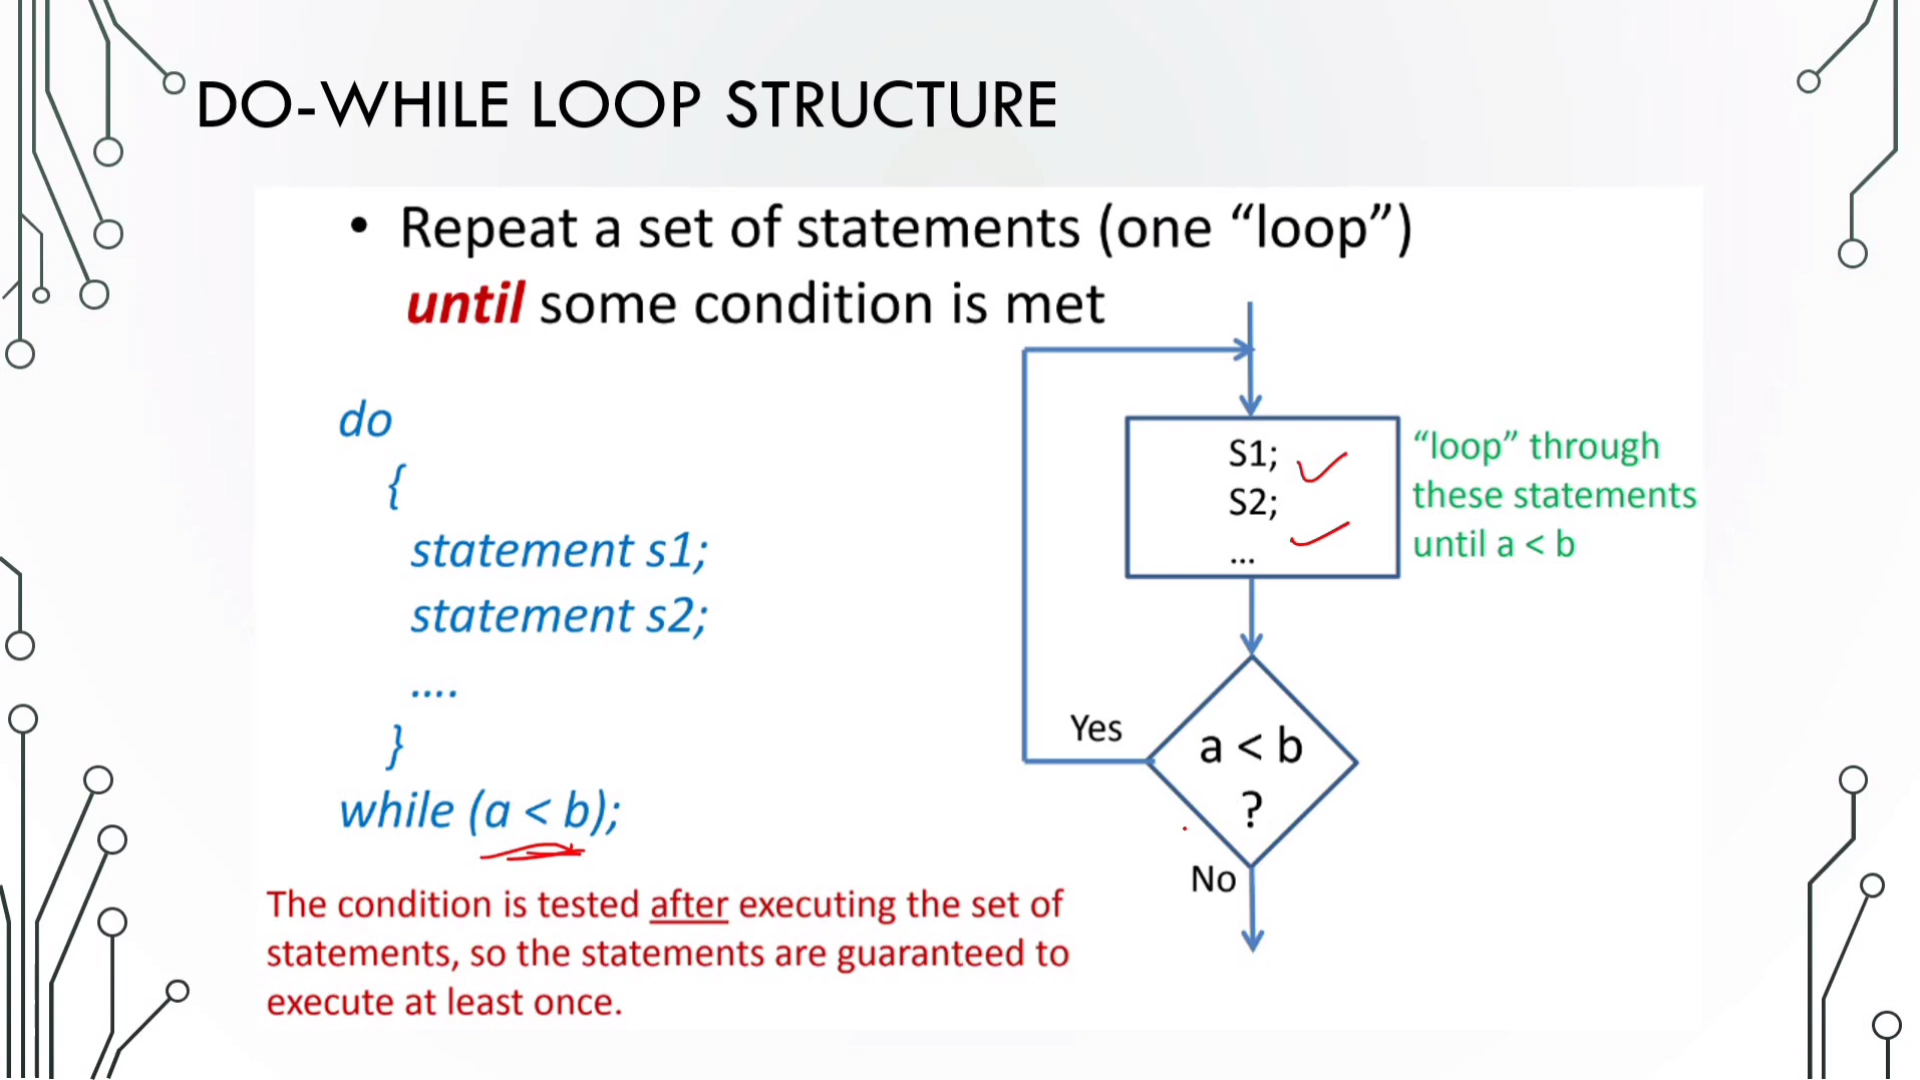 DO-WHILE LOOP STRUCTURE
• Repeat a set of statements (one “loop”)
until some condition is met
do
{
statement s1;
statement s2;
....
}
while (a < b);
The condition is tested after executing the set of
statements, so the statements are guaranteed to
execute at least once.
S1;
S2;
...
“loop” through
these statements
until a < b
Yes
a < b
?
No